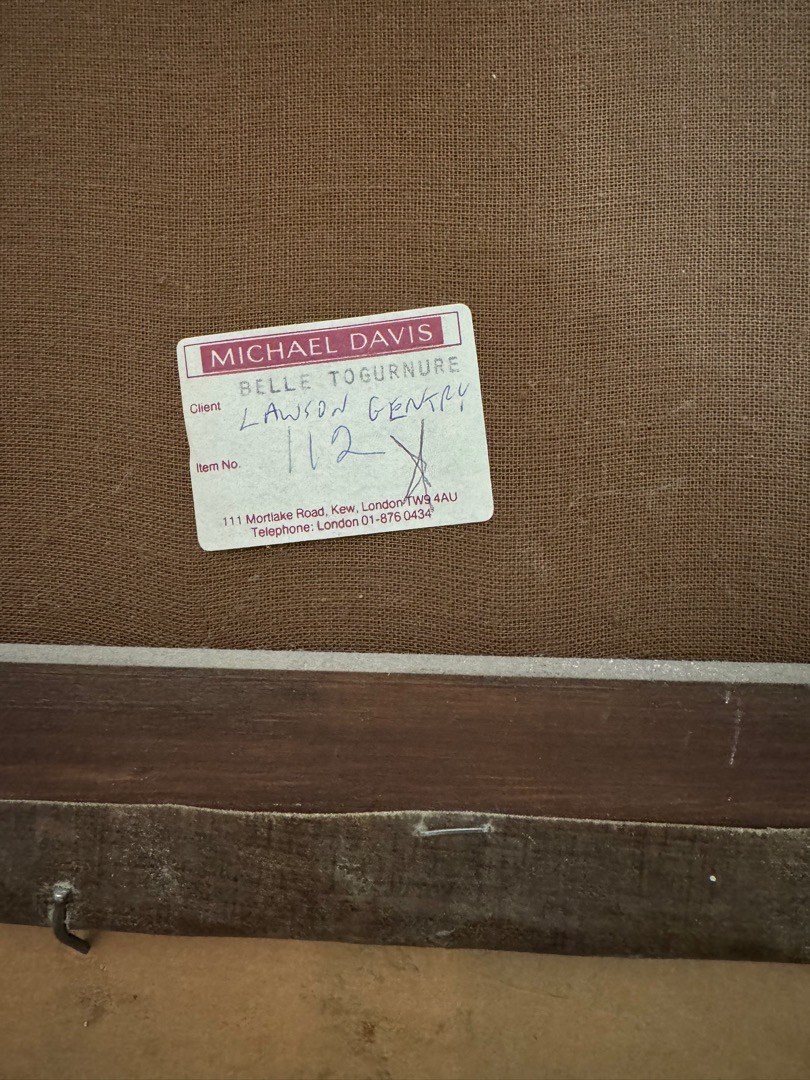 MICHAEL DAVIS
BELLE TOGURNURE
Client LAWSON GENTRY
Item No. 112 X
111 Mortlake Road, Kew, London TW9 4AU
Telephone: London 01-876 0434